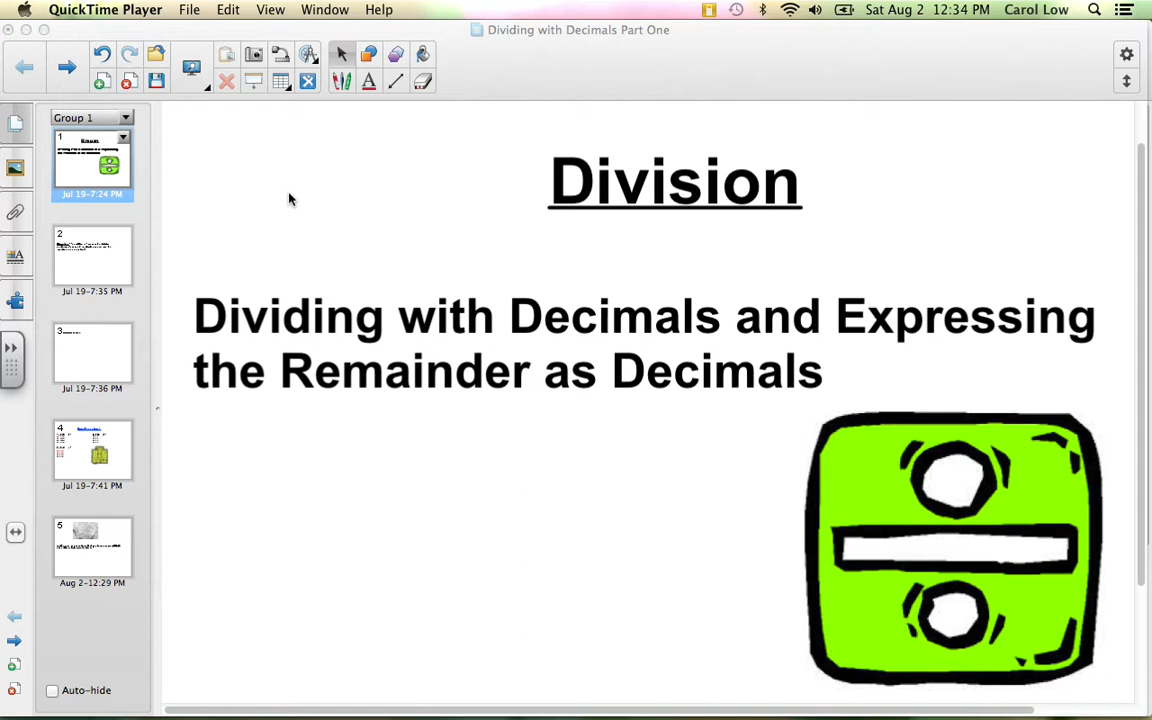 QuickTime Player File Edit View Window Help Sat Aug 2 12:34 PM Carol Low
Dividing with Decimals Part One
Group 1
1
Jul 19-7:24 PM
2
Jul 19-7:35 PM
3
Jul 19-7:36 PM
4
Jul 19-7:41 PM
5
Aug 2-12:29 PM
Auto-hide
Division
Dividing with Decimals and Expressing
the Remainder as Decimals